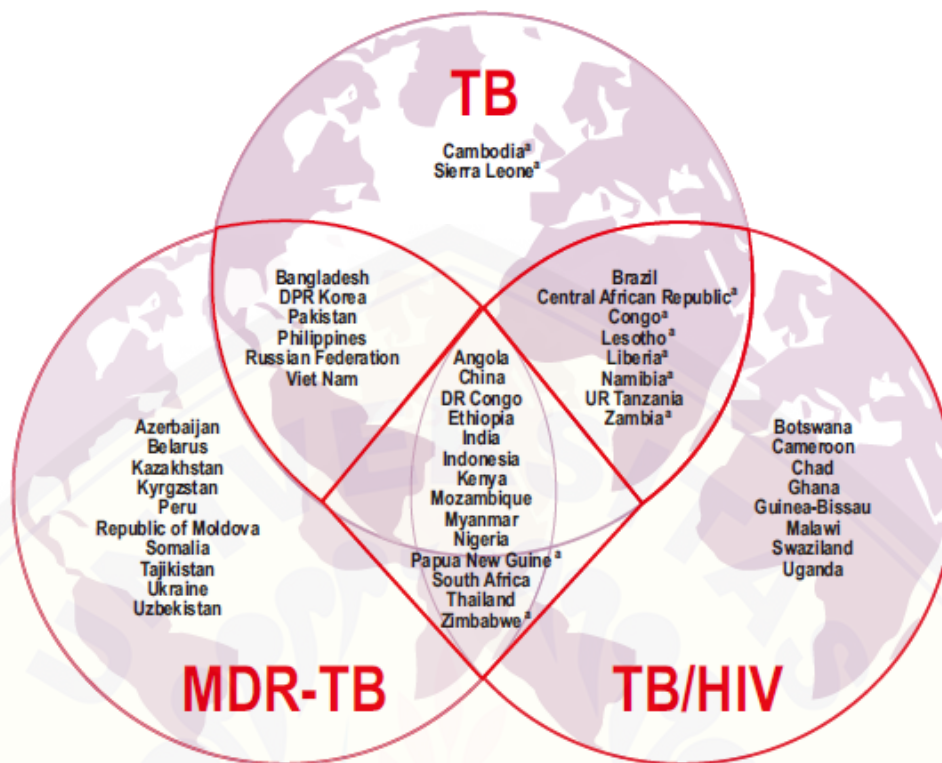 TB
Cambodiaª
Sierra Leoneª
Bangladesh
DPR Korea
Pakistan
Philippines
Russian Federation
Viet Nam
Brazil
Central African Republicª
Congoª
Lesothoª
Liberiaª
Namibiaª
UR Tanzania
Zambiaª
Angola
China
DR Congo
Ethiopia
India
Indonesia
Kenya
Mozambique
Myanmar
Nigeria
Papua New Guineª
South Africa
Thailand
Zimbabweª
Azerbaijan
Belarus
Kazakhstan
Kyrgzstan
Peru
Republic of Moldova
Somalia
Tajikistan
Ukraine
Uzbekistan
Botswana
Cameroon
Chad
Ghana
Guinea-Bissau
Malawi
Swaziland
Uganda
MDR-TB
TB/HIV